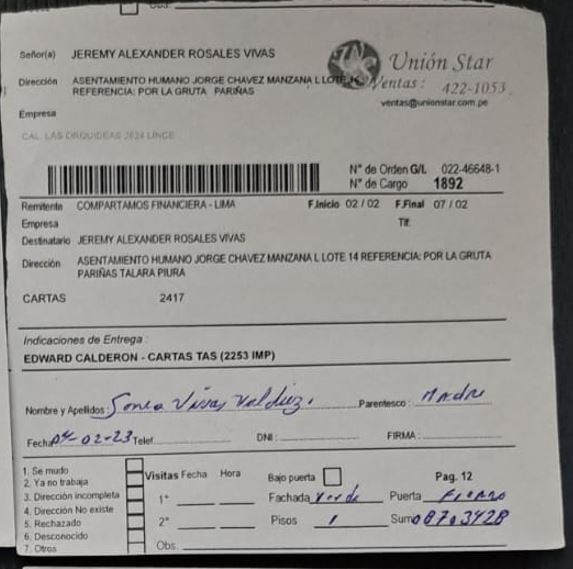 Obs.
Señor(a) JEREMY ALEXANDER ROSALES VIVAS
Unión Star
Dirección ASENTAMIENTO HUMANO JORGE CHAVEZ MANZANA L LOTE 14
Ventas: 422-1053
REFERENCIA: POR LA GRUTA PARIÑAS
ventas@unionstar.com.pe
Empresa
CAL. LAS ORQUIDEAS 2624 LINCE
N° de Orden G/L 022-46648-1
N° de Cargo 1892
Remitente COMPARTAMOS FINANCIERA - LIMA F.Inicio 02 / 02 F.Final 07 / 02
Empresa Tlf.
Destinatario JEREMY ALEXANDER ROSALES VIVAS
Dirección ASENTAMIENTO HUMANO JORGE CHAVEZ MANZANA L LOTE 14 REFERENCIA: POR LA GRUTA
PARIÑAS TALARA PIURA
CARTAS 2417
Indicaciones de Entrega :
EDWARD CALDERON - CARTAS TAS (2253 IMP)
Nombre y Apellidos : Sonia Vivas Valdiez. Parentesco : Madre
Fecha 04-02-23 Telef. DNI : FIRMA :
1. Se mudo
2. Ya no trabaja
3. Dirección incompleta
4. Dirección No existe
5. Rechazado
6. Desconocido
7. Otros
Visitas Fecha Hora
1°
2°
Obs.
Bajo puerta Pag. 12
Fachada Verde Puerta Fierro
Pisos 1 Sum 08703428